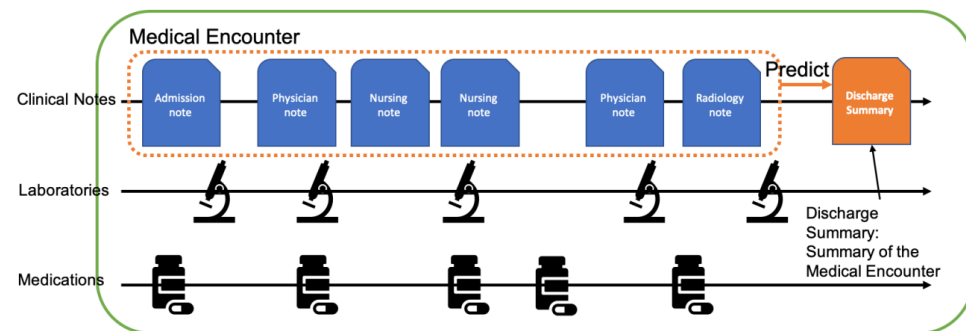 Medical Encounter
Clinical Notes
Admission
note
Physician
note
Nursing
note
Nursing
note
Physician
note
Radiology
note
Predict
Discharge
Summary
Laboratories
Discharge
Summary:
Summary of the
Medical Encounter
Medications